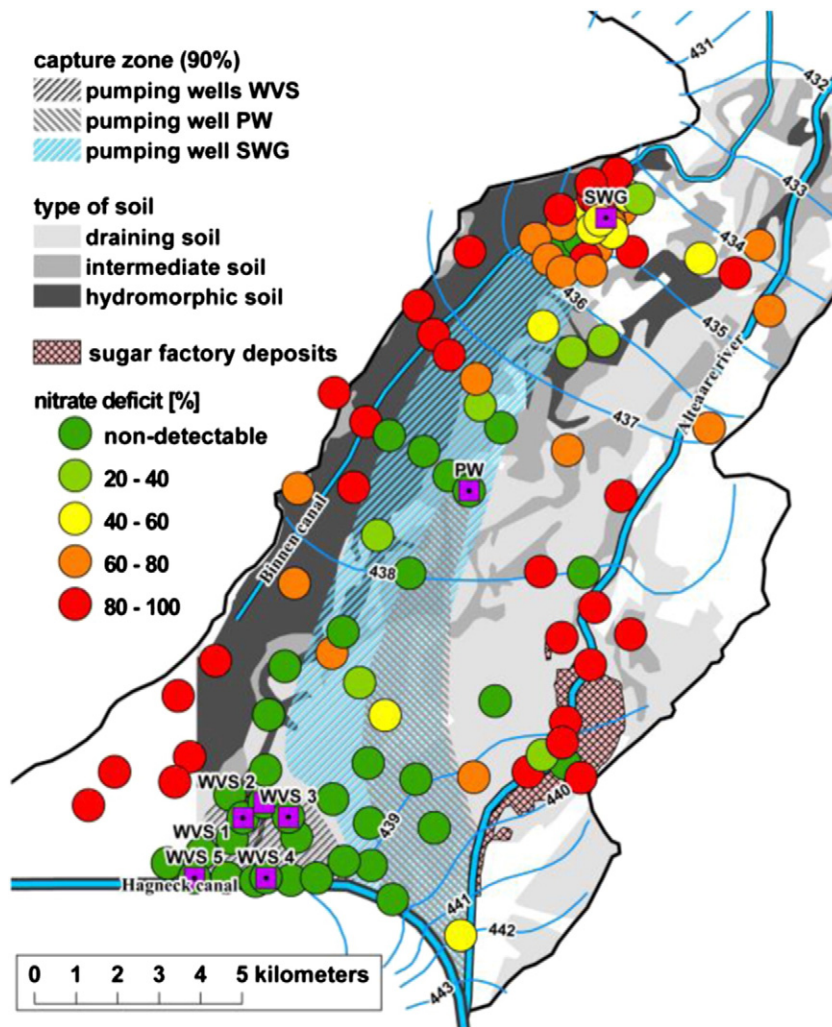 capture zone (90%)
pumping wells WVS
pumping well PW
pumping well SWG
type of soil
draining soil
intermediate soil
hydromorphic soil
sugar factory deposits
nitrate deficit [%]
non-detectable
20 - 40
40 - 60
60 - 80
80 - 100
431
432
433
SWG
434
435
436
Alteaare river
437
PW
Binnen canal
438
440
WVS 2
WVS 3
WVS 1
439
WVS 5
WVS 4
Hagneck canal
441
442
443
0 1 2 3 4 5 kilometers